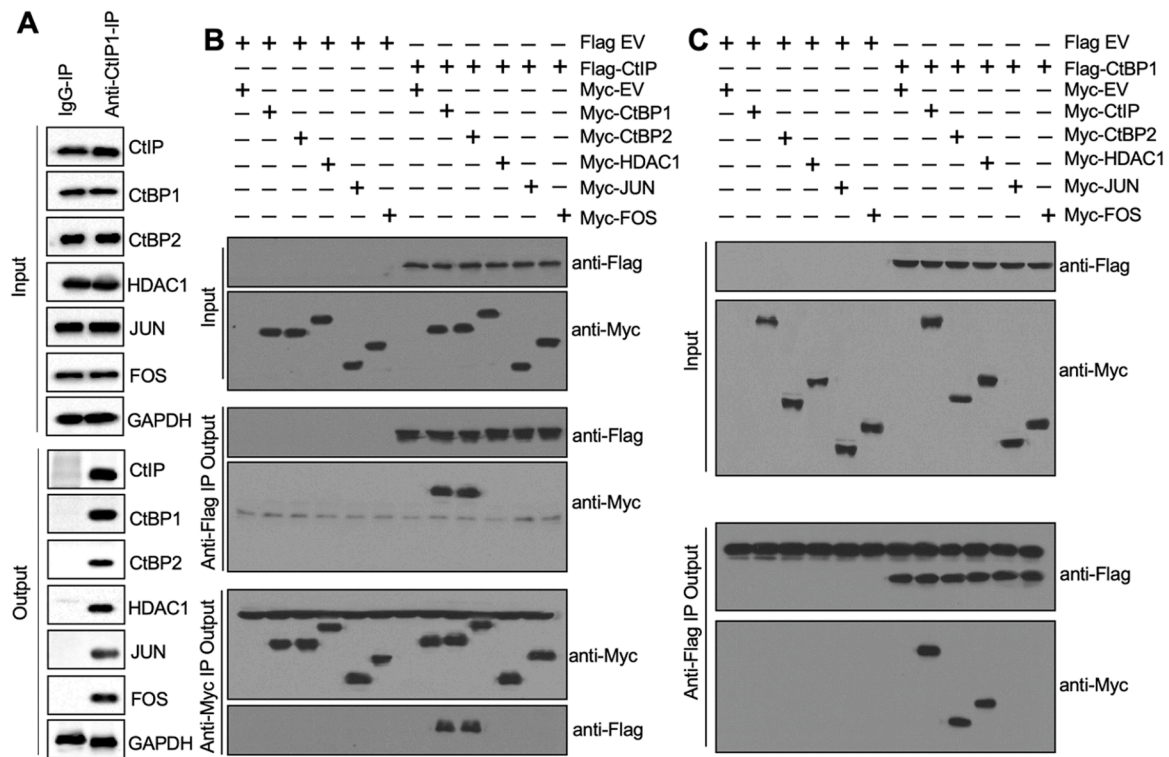 A
IgG-IP
Anti-CtIP1-IP
Input
CtIP
CtBP1
CtBP2
HDAC1
JUN
FOS
GAPDH
Output
CtIP
CtBP1
CtBP2
HDAC1
JUN
FOS
GAPDH
B
+ + + + + + – – – – – – Flag EV
– – – – – – + + + + + + Flag-CtIP
+ – – – – – + – – – – – Myc-EV
– + – – – – – + – – – – Myc-CtBP1
– – + – – – – – + – – – Myc-CtBP2
– – – + – – – – – + – – Myc-HDAC1
– – – – + – – – – – + – Myc-JUN
– – – – – + – – – – – + Myc-FOS
Input
anti-Flag
anti-Myc
Anti-Flag IP Output
anti-Flag
anti-Myc
Anti-Myc IP Output
anti-Myc
anti-Flag
C
+ + + + + + – – – – – – Flag EV
– – – – – – + + + + + + Flag-CtBP1
+ – – – – – + – – – – – Myc-EV
– + – – – – – + – – – – Myc-CtIP
– – + – – – – – + – – – Myc-CtBP2
– – – + – – – – – + – – Myc-HDAC1
– – – – + – – – – – + – Myc-JUN
– – – – – + – – – – – + Myc-FOS
Input
anti-Flag
anti-Myc
Anti-Flag IP Output
anti-Flag
anti-Myc